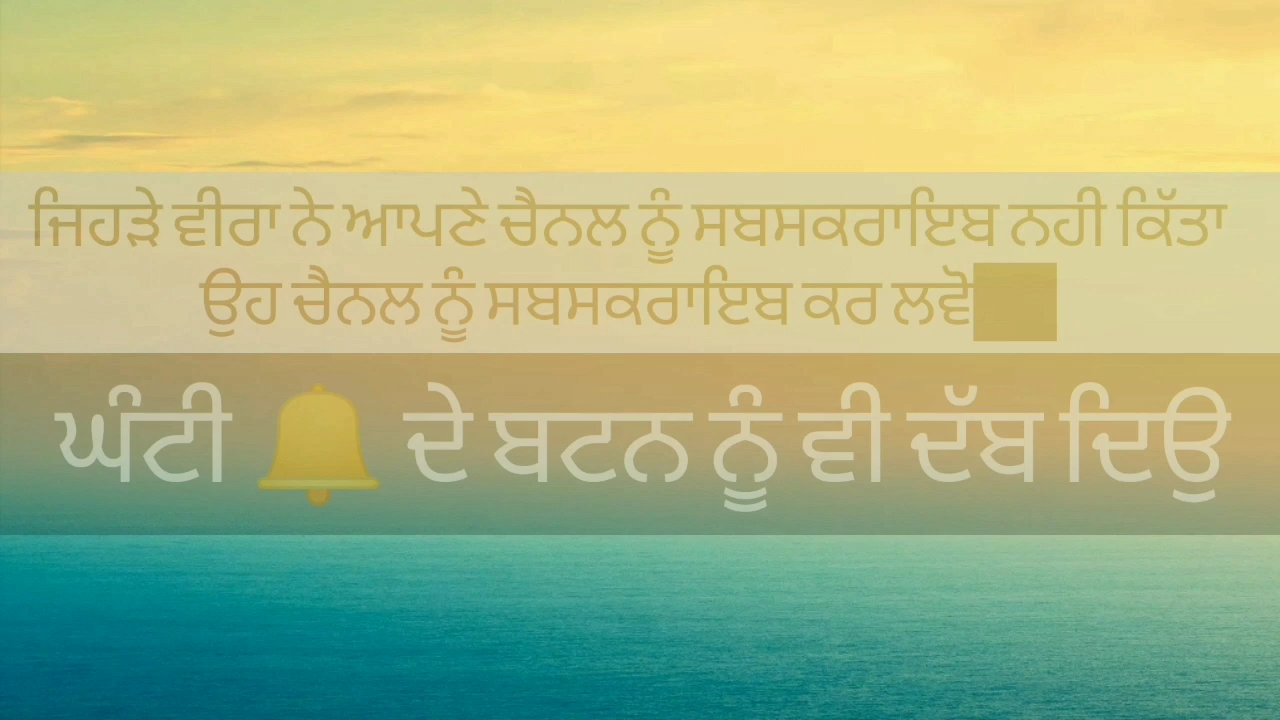 ਜਿਹੜੇ ਵੀਰਾ ਨੇ ਆਪਣੇ ਚੈਨਲ ਨੂੰ ਸਬਸਕਰਾਇਬ ਨਹੀ ਕਿੱਤਾ
ਉਹ ਚੈਨਲ ਨੂੰ ਸਬਸਕਰਾਇਬ ਕਰ ਲਵੋ
ਘੰਟੀ 🔔 ਦੇ ਬਟਨ ਨੂੰ ਵੀ ਦੱਬ ਦਿਉ